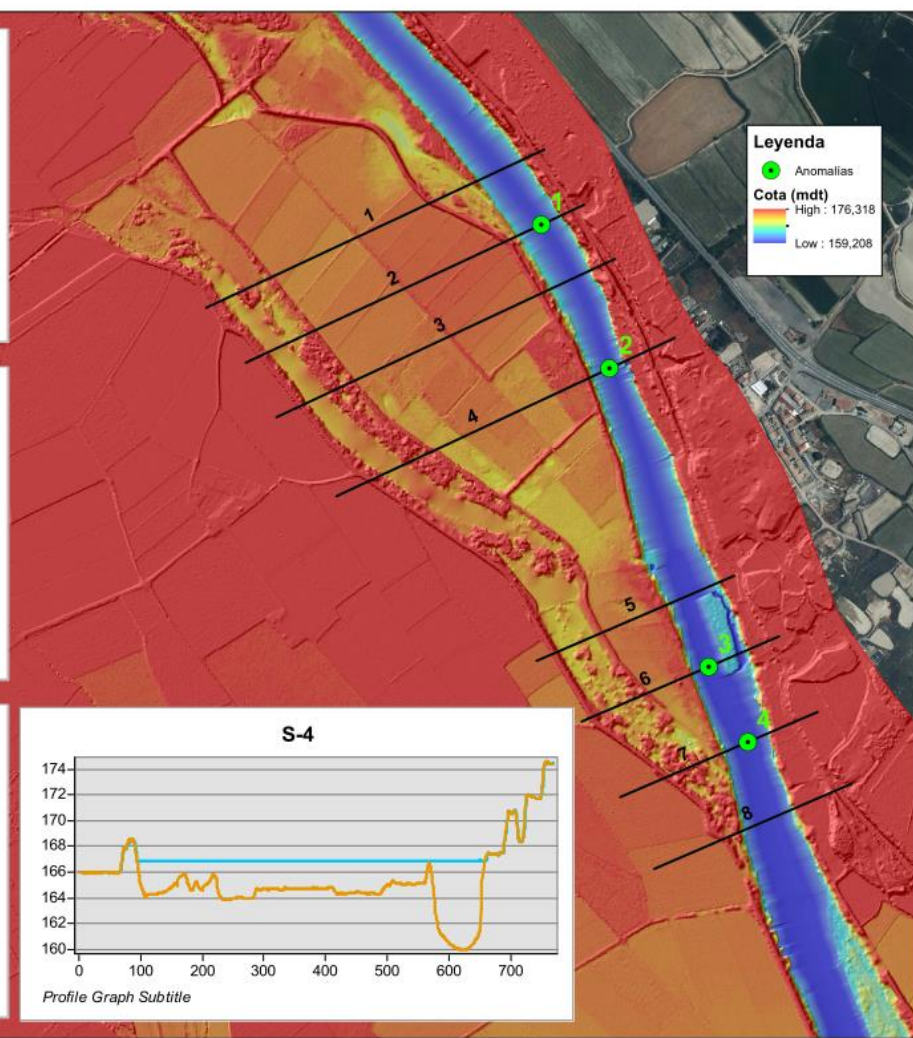 Leyenda
Anomalías
Cota (mdt)
High : 176,318
Low : 159,208
1
1
2
3
2
4
5
3
6
4
7
8
S-4
174
172
170
168
166
164
162
160
0 100 200 300 400 500 600 700
Profile Graph Subtitle